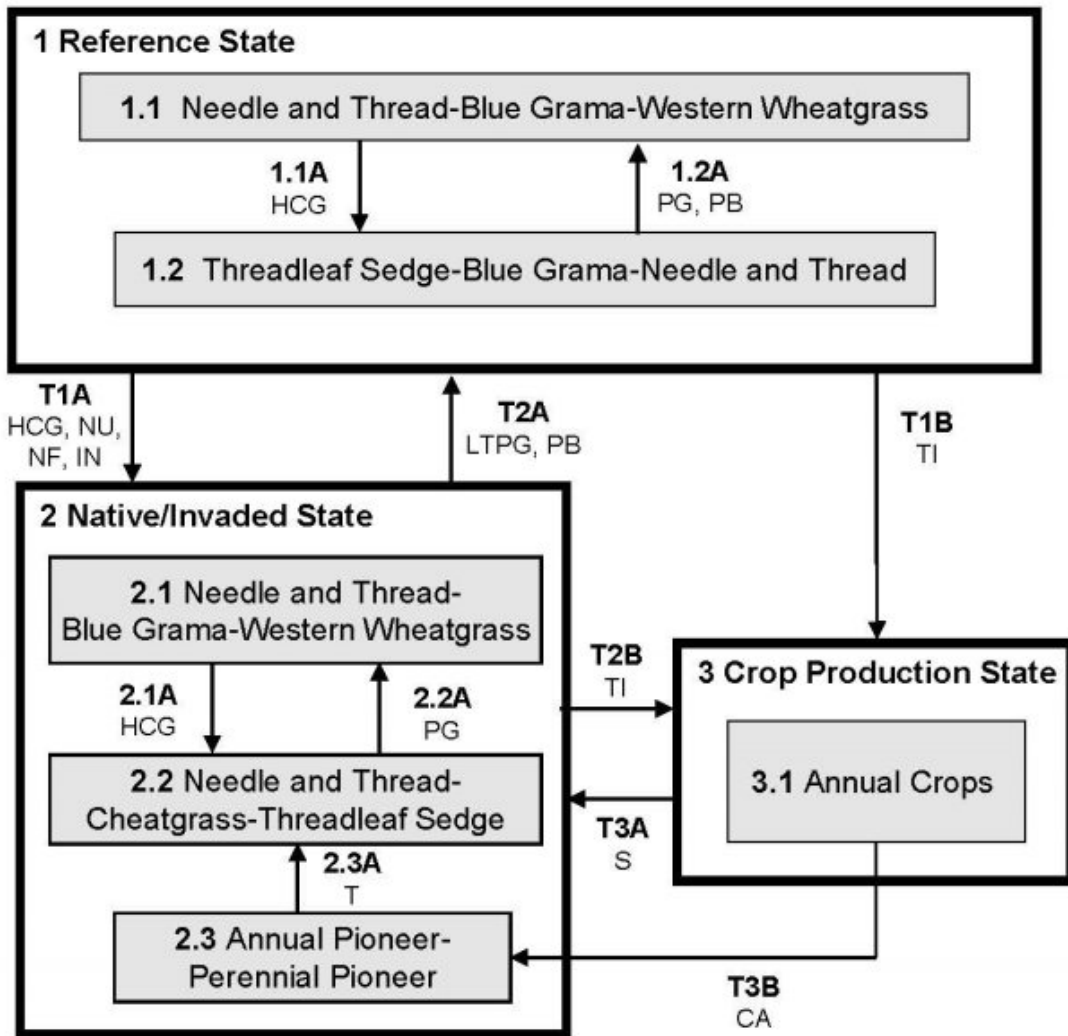 1 Reference State
1.1 Needle and Thread-Blue Grama-Western Wheatgrass
1.1A
HCG
1.2A
PG, PB
1.2 Threadleaf Sedge-Blue Grama-Needle and Thread
T1A
HCG, NU,
NF, IN
T2A
LTPG, PB
T1B
TI
2 Native/Invaded State
2.1 Needle and Thread-
Blue Grama-Western Wheatgrass
2.1A
HCG
2.2A
PG
2.2 Needle and Thread-
Cheatgrass-Threadleaf Sedge
2.3A
T
2.3 Annual Pioneer-
Perennial Pioneer
T2B
TI
3 Crop Production State
3.1 Annual Crops
T3A
S
T3B
CA